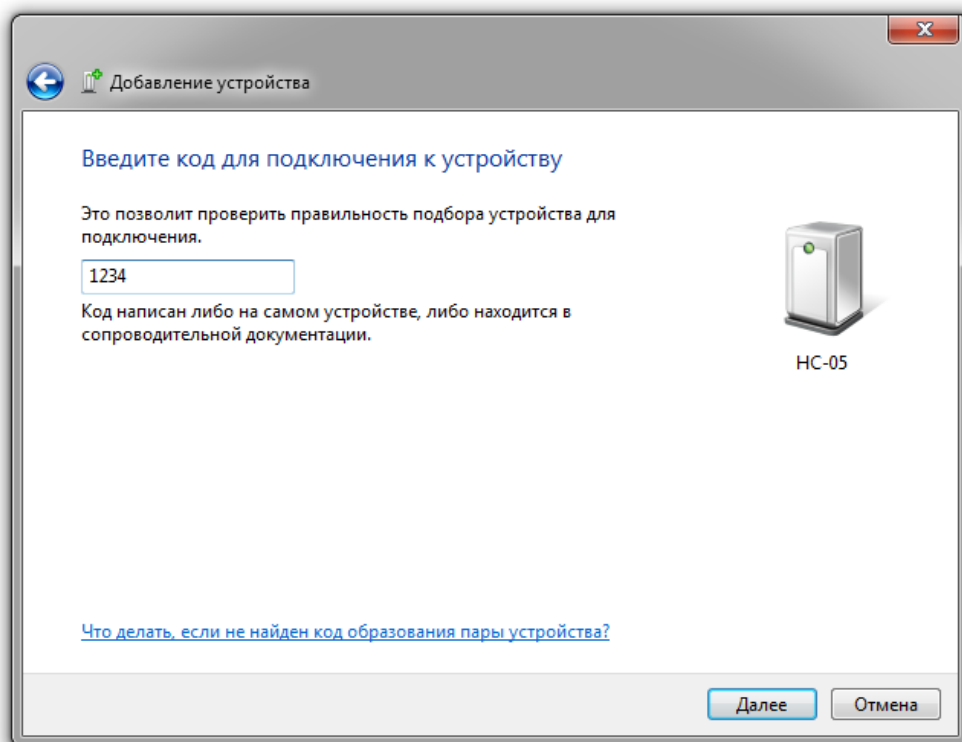 Добавление устройства
Введите код для подключения к устройству
Это позволит проверить правильность подбора устройства для
подключения.
1234
Код написан либо на самом устройстве, либо находится в
сопроводительной документации.
HC-05
Что делать, если не найден код образования пары устройства?
Далее
Отмена